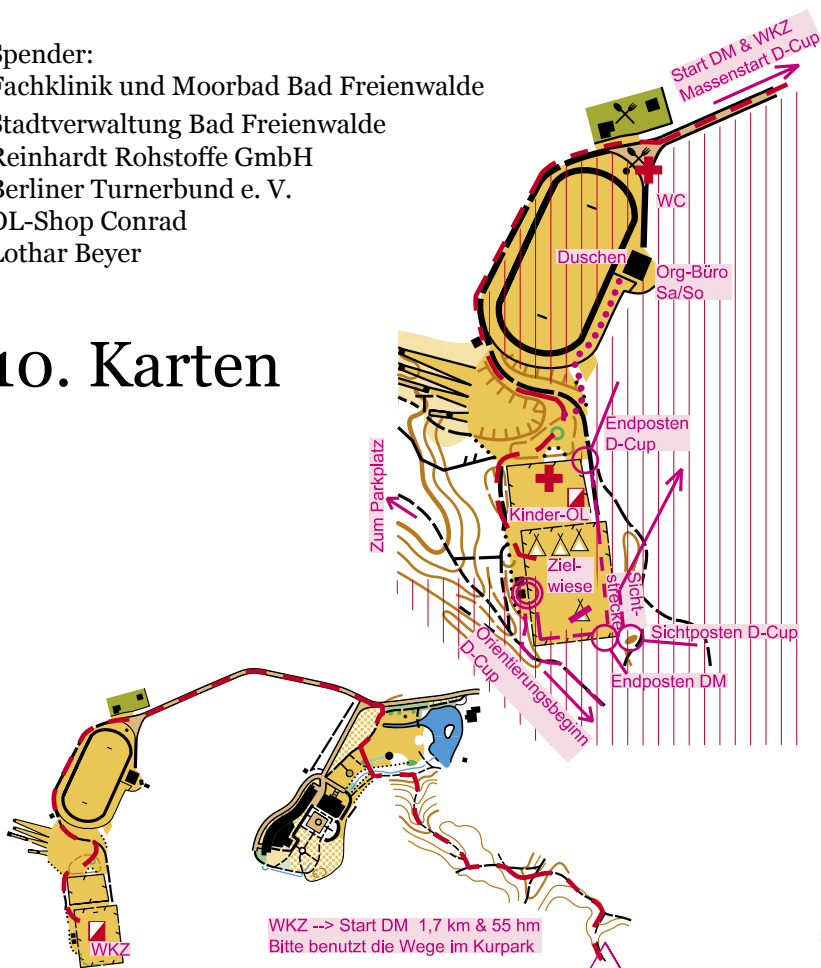 Spender:
Fachklinik und Moorbad Bad Freienwalde
Stadtverwaltung Bad Freienwalde
Reinhardt Rohstoffe GmbH
Berliner Turnerbund e. V.
OL-Shop Conrad
Lothar Beyer
10. Karten
Start DM & WKZ
Massenstart D-Cup
WC
Duschen
Org-Büro
Sa/So
Endposten
D-Cup
Zum Parkplatz
Kinder-OL
Ziel-
wiese
Sicht-
strecke
Sichtposten D-Cup
Endposten DM
Orientierungsbeginn
D-Cup
WKZ
WKZ --> Start DM 1,7 km & 55 hm
Bitte benutzt die Wege im Kurpark